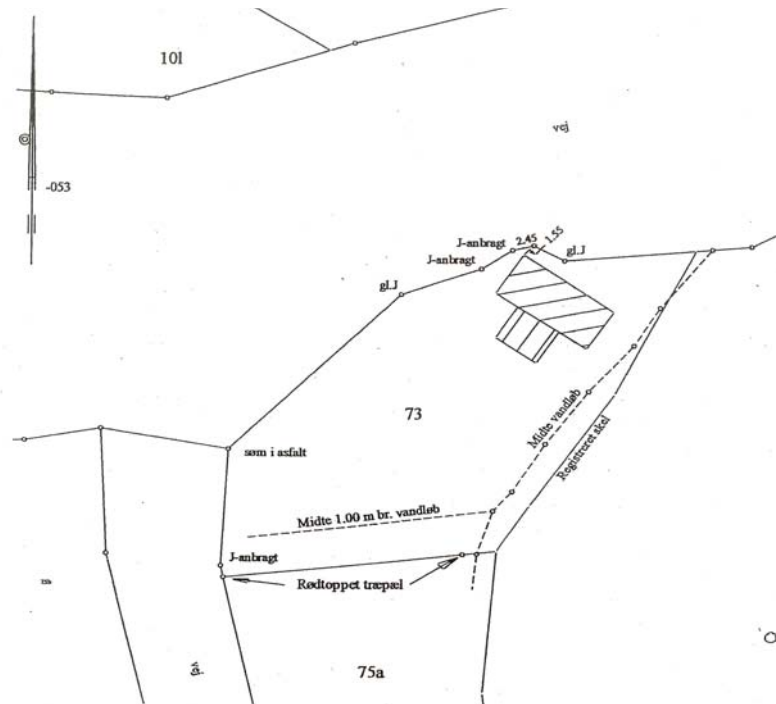 10l
vej
-053
J-anbragt
2.45
1.55
J-anbragt
gl.J
gl.J
73
Midte vandløb
Registreret skel
søm i asfalt
Midte 1.00 m br. vandløb
J-anbragt
Rødtoppet træpæl
m
vej
75a